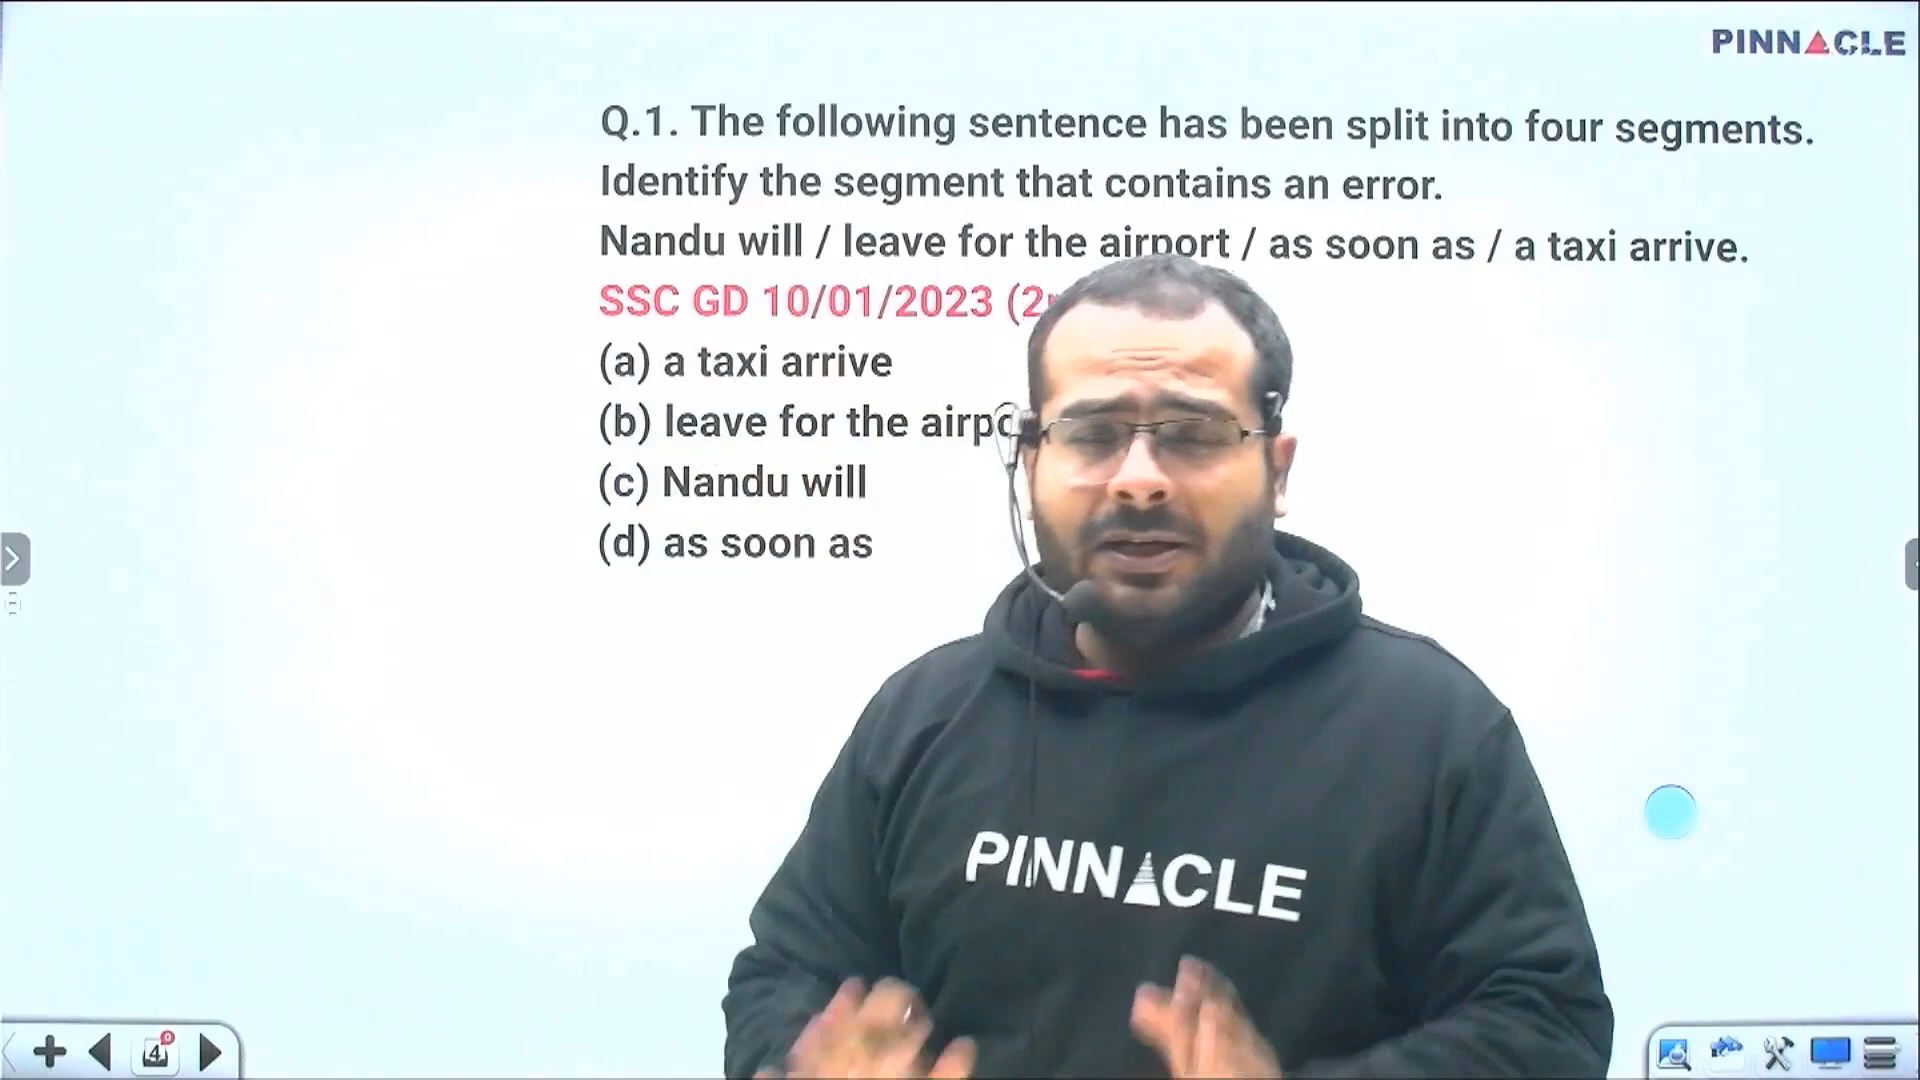 PINNACLE
Q.1. The following sentence has been split into four segments.
Identify the segment that contains an error.
Nandu will / leave for the airport / as soon as / a taxi arrive.
SSC GD 10/01/2023
(a) a taxi arrive
(b) leave for the
(c) Nandu will
(d) as soon as
PINNACLE
4